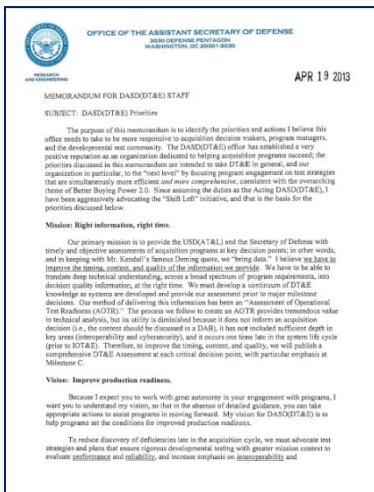 OFFICE OF THE ASSISTANT SECRETARY OF DEFENSE
3030 DEFENSE PENTAGON
WASHINGTON, DC 20301-3030
RESEARCH
AND ENGINEERING
APR 19 2013
MEMORANDUM FOR DASD(DT&E) STAFF
SUBJECT: DASD(DT&E) Priorities
The purpose of this memorandum is to identify the priorities and actions I believe this
office needs to take to be more responsive to acquisition decision makers, program managers,
and the developmental test community. The DASD(DT&E) office has established a very
positive reputation as an organization dedicated to helping acquisition programs succeed; the
priorities discussed in this memorandum are intended to take DT&E in general, and our
organization in particular, to the "next level" by focusing program engagement on test strategies
that are simultaneously more efficient and more comprehensive, consistent with the overarching
theme of Better Buying Power 2.0. Since assuming the duties as the Acting DASD(DT&E), I
have been aggressively advocating the "Shift Left" initiative, and that is the basis for the
priorities discussed below.
Mission: Right information, right time.
Our primary mission is to provide the USD(AT&L) and the Secretary of Defense with
timely and objective assessments of acquisition programs at key decision points; in other words,
and in keeping with Mr. Kendall's famous Deming quote, we "bring data." I believe we have to
improve the timing, content, and quality of the information we provide. We have to be able to
translate deep technical understanding, across a broad spectrum of program requirements, into
decision quality information, at the right time. We must develop a continuum of DT&E
knowledge as systems are developed and provide our assessment prior to major milestone
decisions. Our method of delivering this information has been an "Assessment of Operational
Test Readiness (AOTR)." The process we follow to create an AOTR provides tremendous value
in technical analysis, but its utility is diminished because it does not inform an acquisition
decision (i.e., the content should be discussed in a DAB), it has not included sufficient depth in
key areas (interoperability and cybersecurity), and it occurs one time late in the system life cycle
(prior to IOT&E). Therefore, to improve the timing, content, and quality, we will publish a
comprehensive DT&E Assessment at each critical decision point, with particular emphasis at
Milestone C.
Vision: Improve production readiness.
Because I expect you to work with great autonomy in your engagement with programs, I
want you to understand my vision, so that in the absence of detailed guidance, you can take
appropriate actions to assist programs in moving forward. My vision for DASD(DT&E) is to
help programs set the conditions for improved production readiness.
To reduce discovery of deficiencies late in the acquisition cycle, we must advocate test
strategies and plans that ensure rigorous developmental testing with greater mission context to
evaluate performance and reliability, and increase emphasis on interoperability and